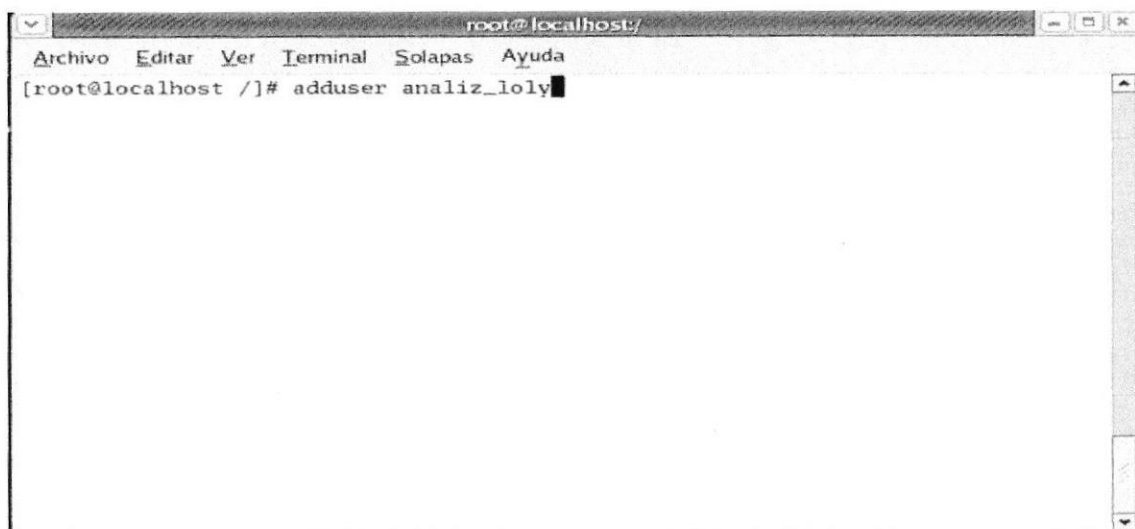 root@localhost:/
Archivo Editar Ver Terminal Solapas Ayuda
[root@localhost /]# adduser analiz_loly